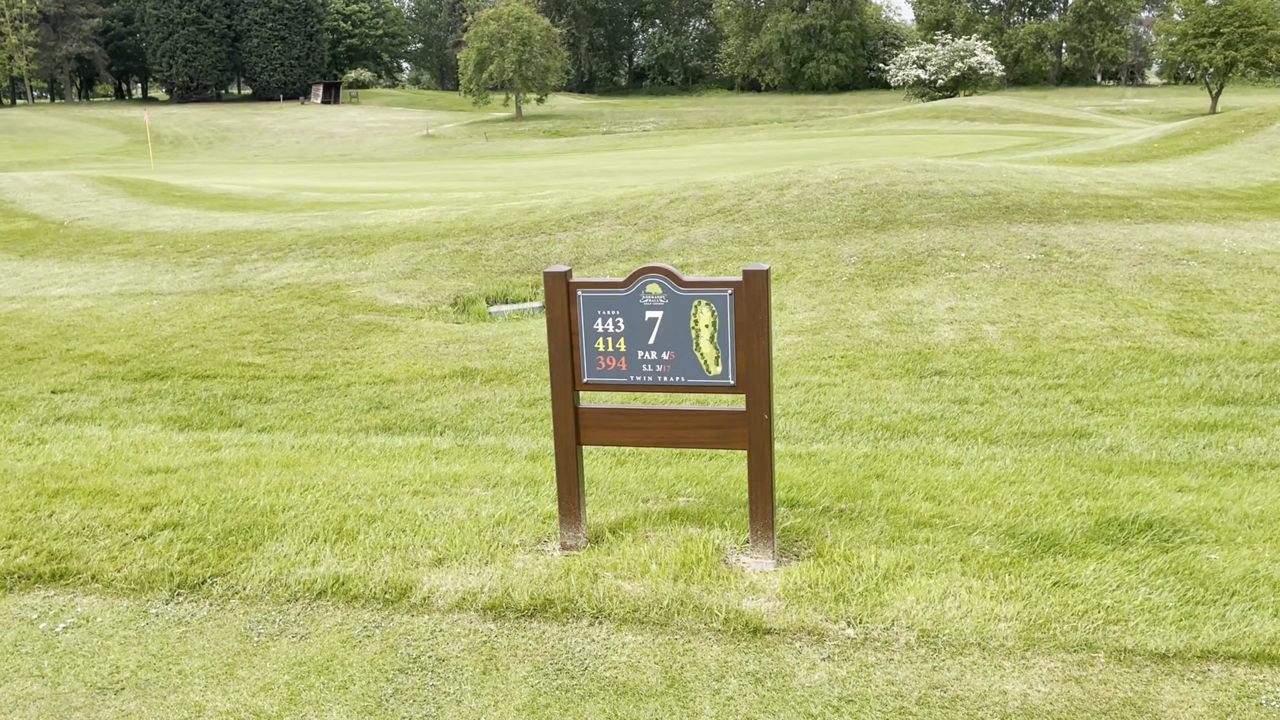 YARDS
443
414
394
7
PAR 4/5
S.I. 3/17
TWIN TRAPS